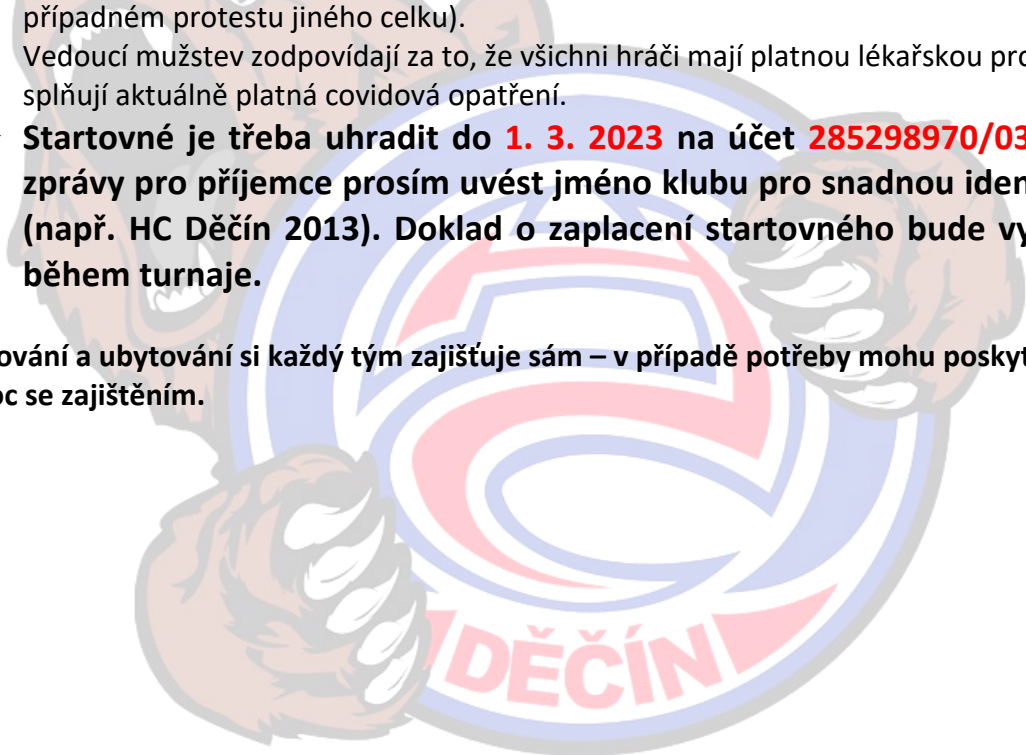 případném protestu jiného celku).
Vedoucí mužstev zodpovídají za to, že všichni hráči mají platnou lékařskou pro
splňují aktuálně platná covidová opatření.
Startovné je třeba uhradit do 1. 3. 2023 na účet 285298970/03
zprávy pro příjemce prosím uvést jméno klubu pro snadnou iden
(např. HC Děčín 2013). Doklad o zaplacení startovného bude vy
během turnaje.
ování a ubytování si každý tým zajišťuje sám – v případě potřeby mohu poskyt
oc se zajištěním.
DĚČÍN